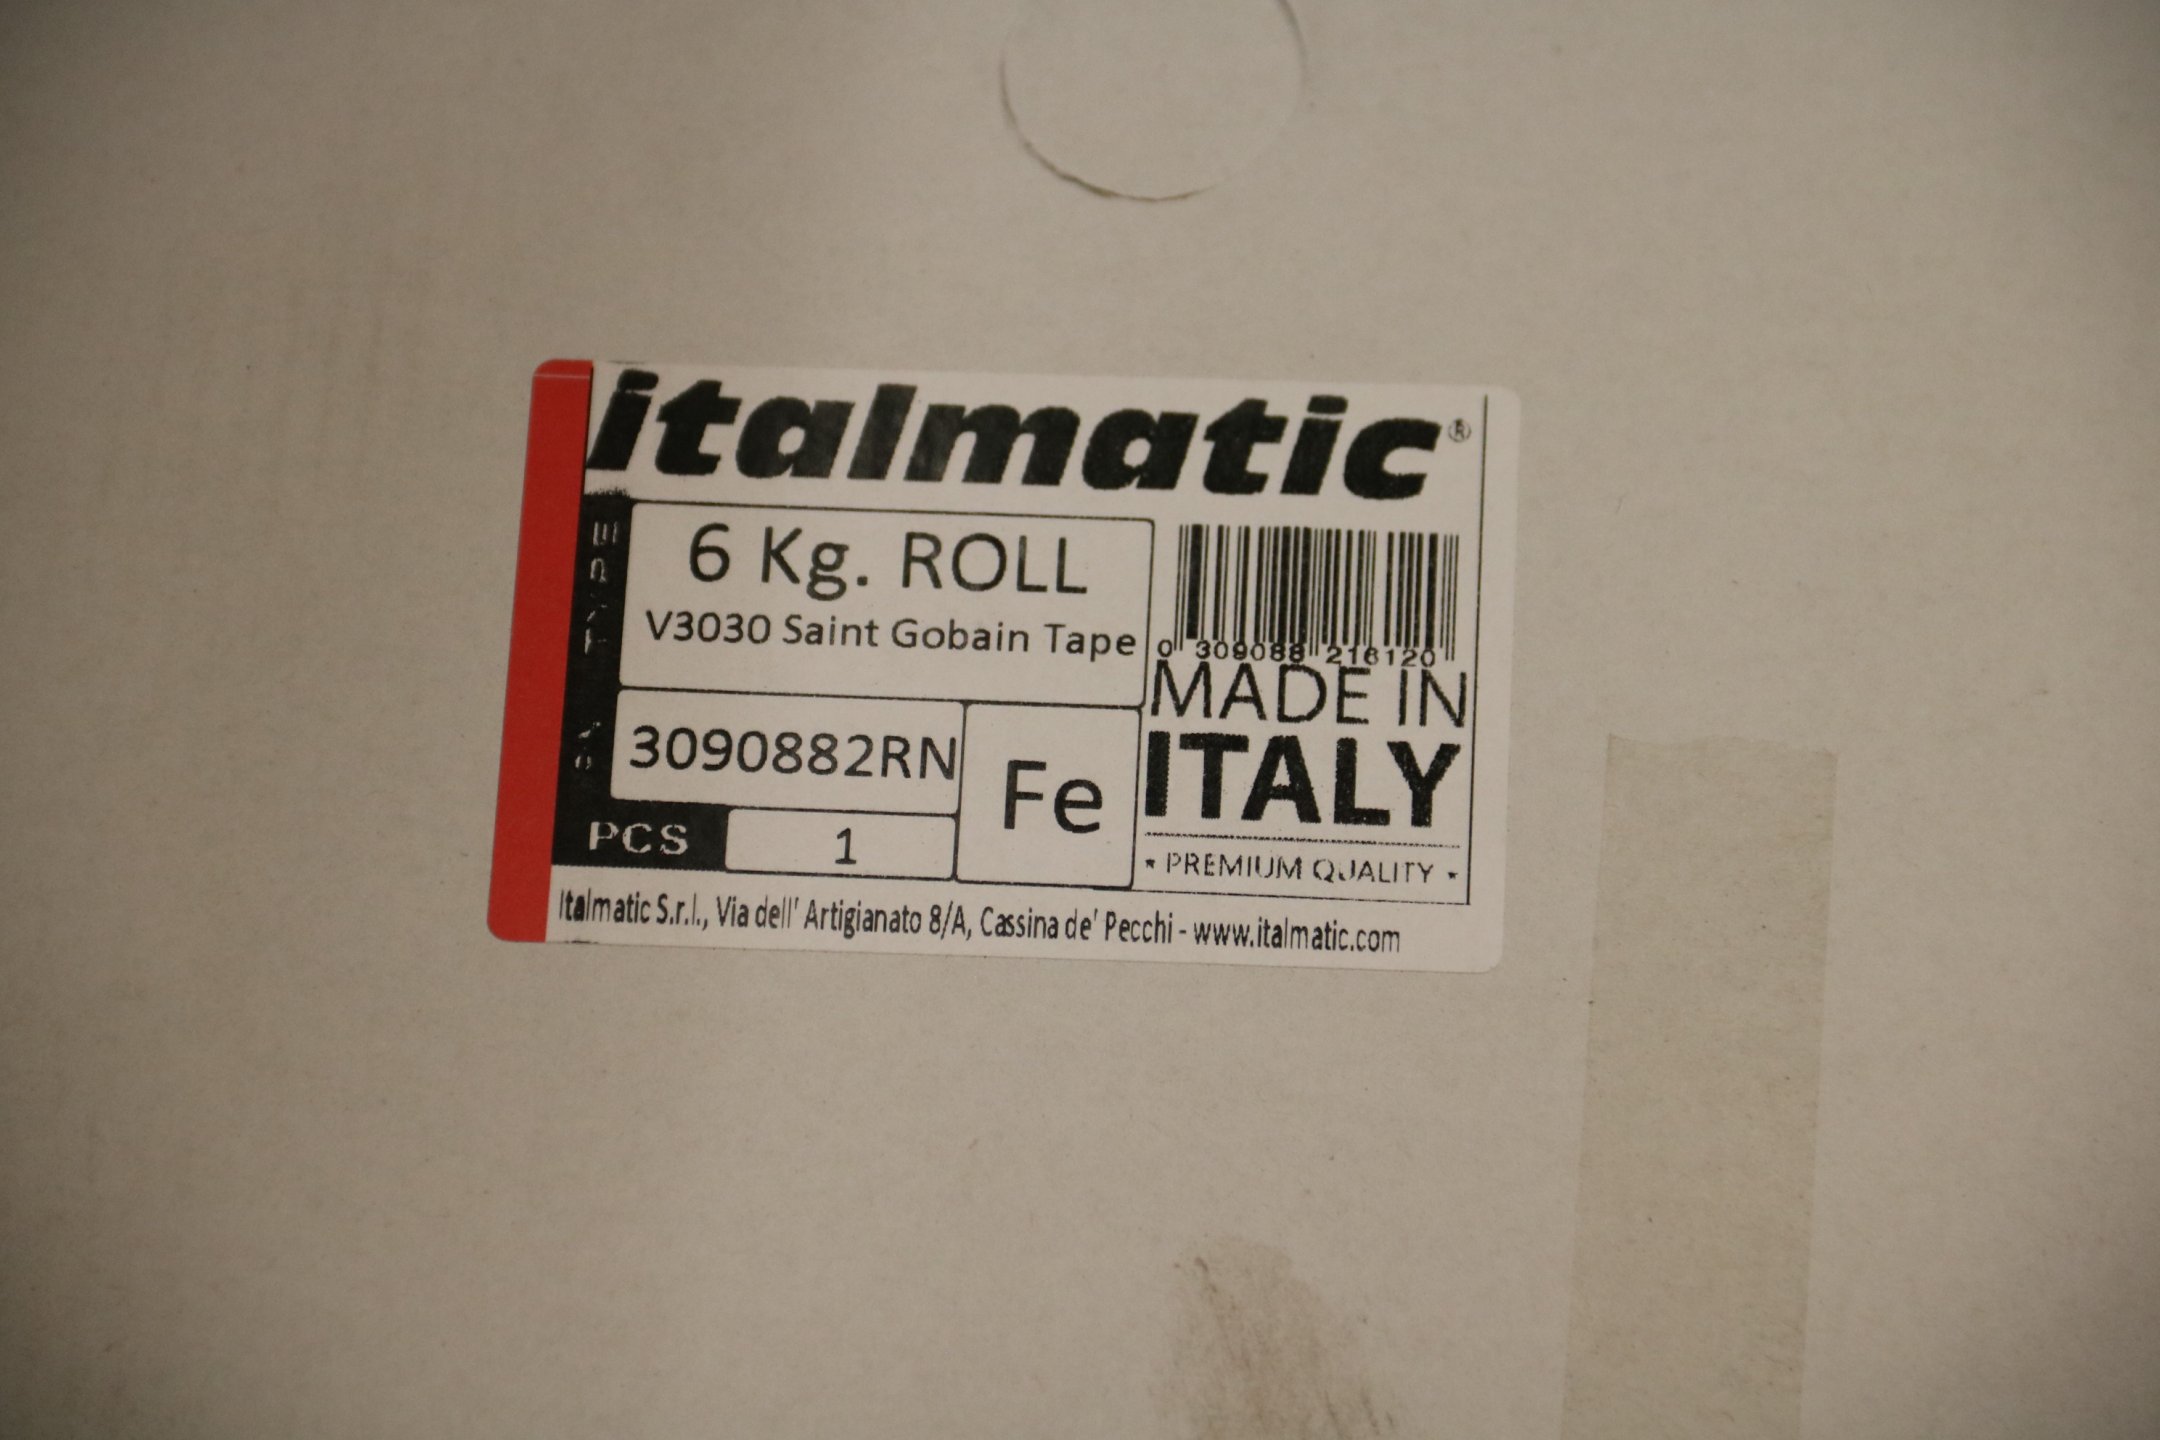 italmatic®
TYPE
6 Kg. ROLL
V3030 Saint Gobain Tape
0 309088 216120
MADE IN
ITALY
3090882RN
Fe
PCS
1
* PREMIUM QUALITY *
Italmatic S.r.l., Via dell' Artigianato 8/A, Cassina de' Pecchi - www.italmatic.com